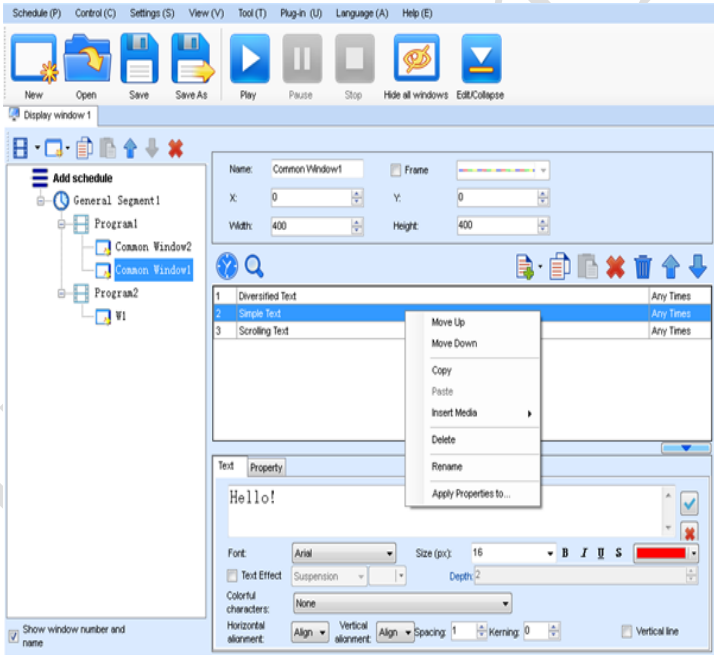 Schedule (P) Control (C) Settings (S) View (V) Tool (T) Plug-in (U) Language (A) Help (E)
New Open Save Save As Play Pause Stop Hide all windows Edit/Collapse
Display window 1
Add schedule
General Segment1
Program1
Common Window2
Common Window1
Program2
W1
Show window number and
name
Name: Common Window1 Frame
X: 0 Y: 0
Width: 400 Height: 400
1 Diversified Text Any Times
2 Simple Text Any Times
3 Scrolling Text Any Times
Move Up
Move Down
Copy
Paste
Insert Media
Delete
Rename
Apply Properties to...
Text Property
Hello!
Font: Arial Size (px): 16 B I U S
Text Effect Suspension Depth: 2
Colorful
characters: None
Horizontal
alignment: Align Vertical
alignment: Align Spacing: 1 Kerning: 0 Vertical line